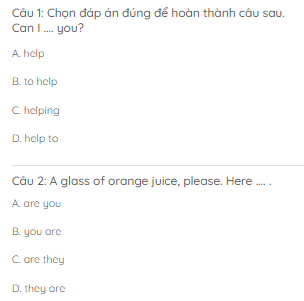 Câu 1: Chọn đáp án đúng để hoàn thành câu sau.
Can I .... you?
A. help
B. to help
C. helping
D. help to
Câu 2: A glass of orange juice, please. Here .... .
A. are you
B. you are
C. are they
D. they are